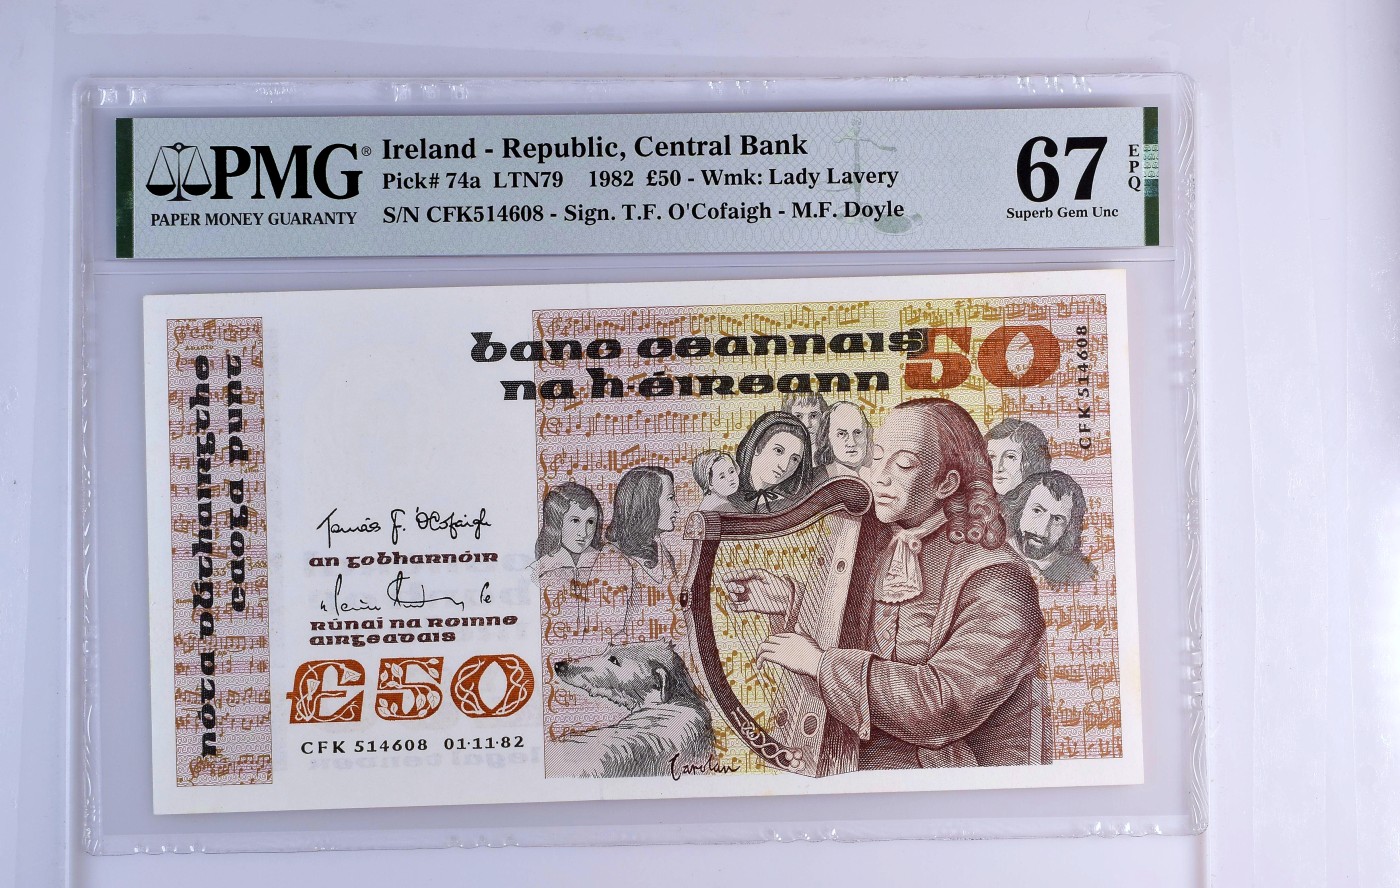 PMG®
PAPER MONEY GUARANTY
Ireland - Republic, Central Bank
Pick# 74a LTN79 1982 £50 - Wmk: Lady Lavery
S/N CFK514608 - Sign. T.F. O'Cofaigh - M.F. Doyle
67
EPQ
Superb Gem Unc
banc ceannais
na h-éireann
50
CFK 514608
nóta dlíthairgthe
caoga punt
Tomás F. Ó Cofaigh
an gobharnóir
rúnaí na roinne
airgeadais
£50
CFK 514608 01·11·82
Carolan